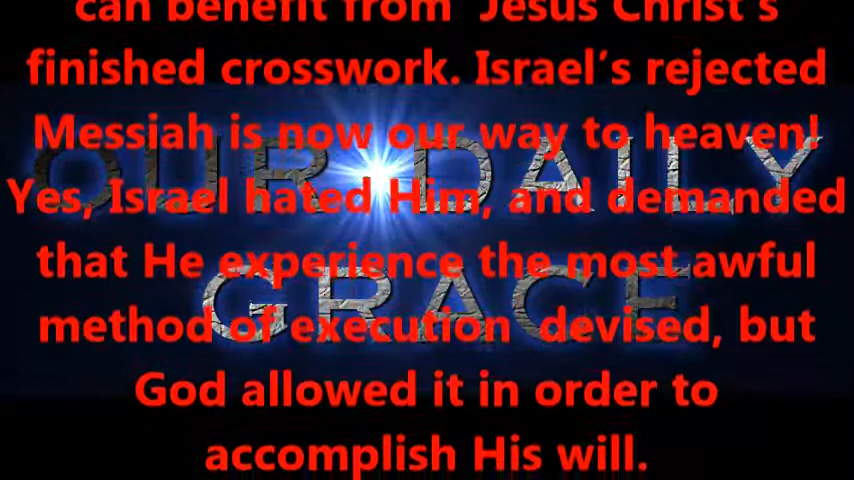 can benefit from  Jesus Christ's
finished crosswork. Israel's rejected
Messiah is now our way to heaven!
Yes, Israel hated Him, and demanded
that He experience the most awful
method of execution  devised, but
God allowed it in order to
accomplish His will.
OUR DAILY
GRACE